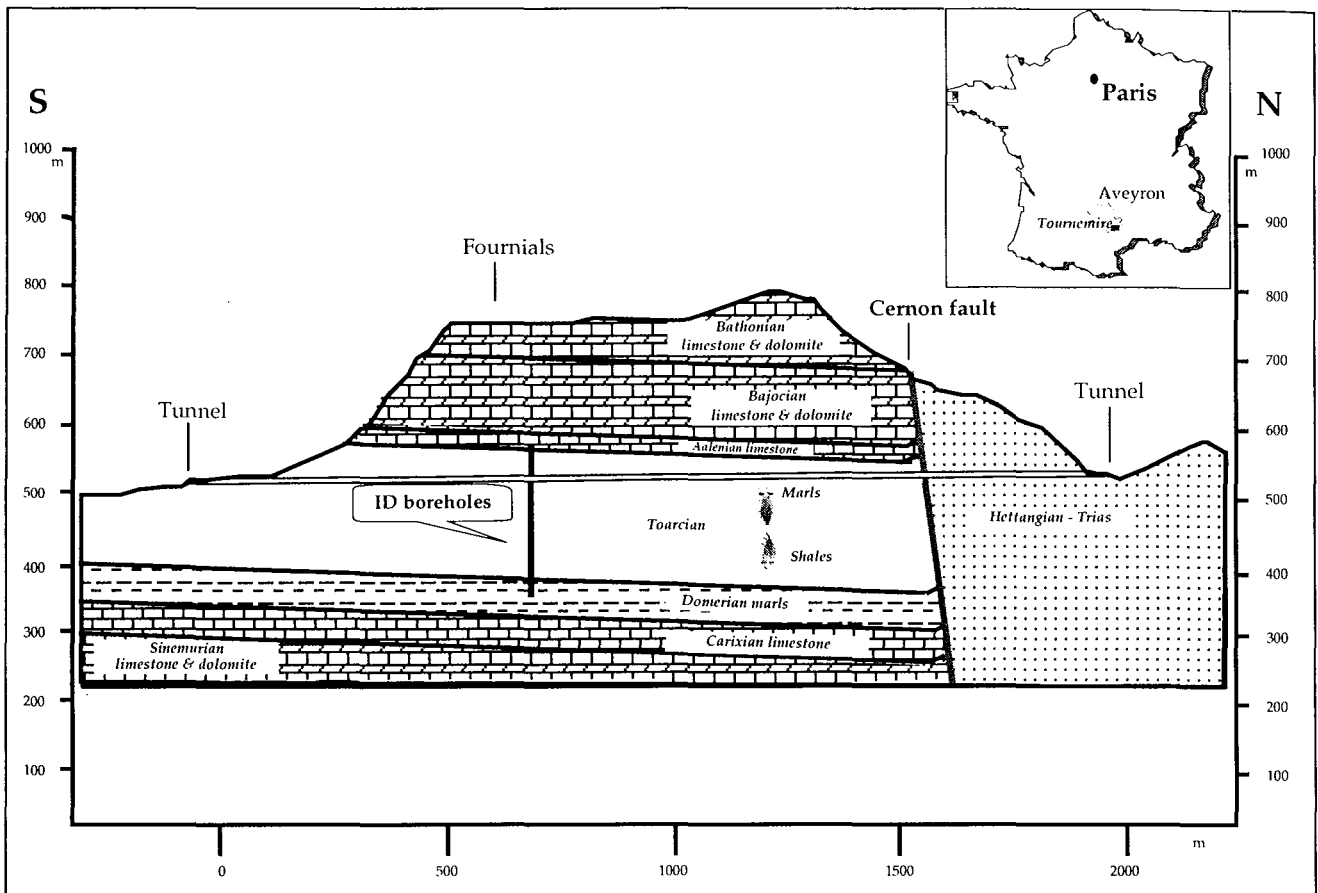 S
N
Paris
Aveyron
Tournemire
1000
m
900
800
700
600
500
400
300
200
100
1000
m
900
800
700
600
500
400
300
200
100
Fournials
Cernon fault
Tunnel
Tunnel
Bathonian
limestone & dolomite
Bajocian
limestone & dolomite
Aalenian limestone
ID boreholes
Marls
Toarcian
Shales
Hettangian - Trias
Domerian marls
Carixian limestone
Sinemurian
limestone & dolomite
0
500
1000
1500
2000
m